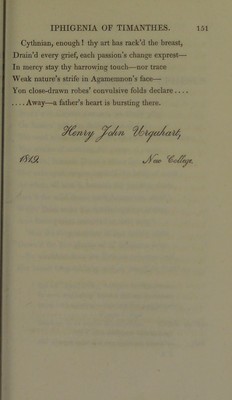 IPHIGENIA OF TIMANTHES. 151
Cythnian, enough! thy art has rack'd the breast,
Drain'd every grief, each passion's change exprest—
In mercy stay thy harrowing touch—nor trace
Weak nature's strife in Agamemnon's face—
Yon close-drawn robes' convulsive folds declare....
....Away—a father's heart is bursting there.
Henry John Urquhart,
1819. New College.